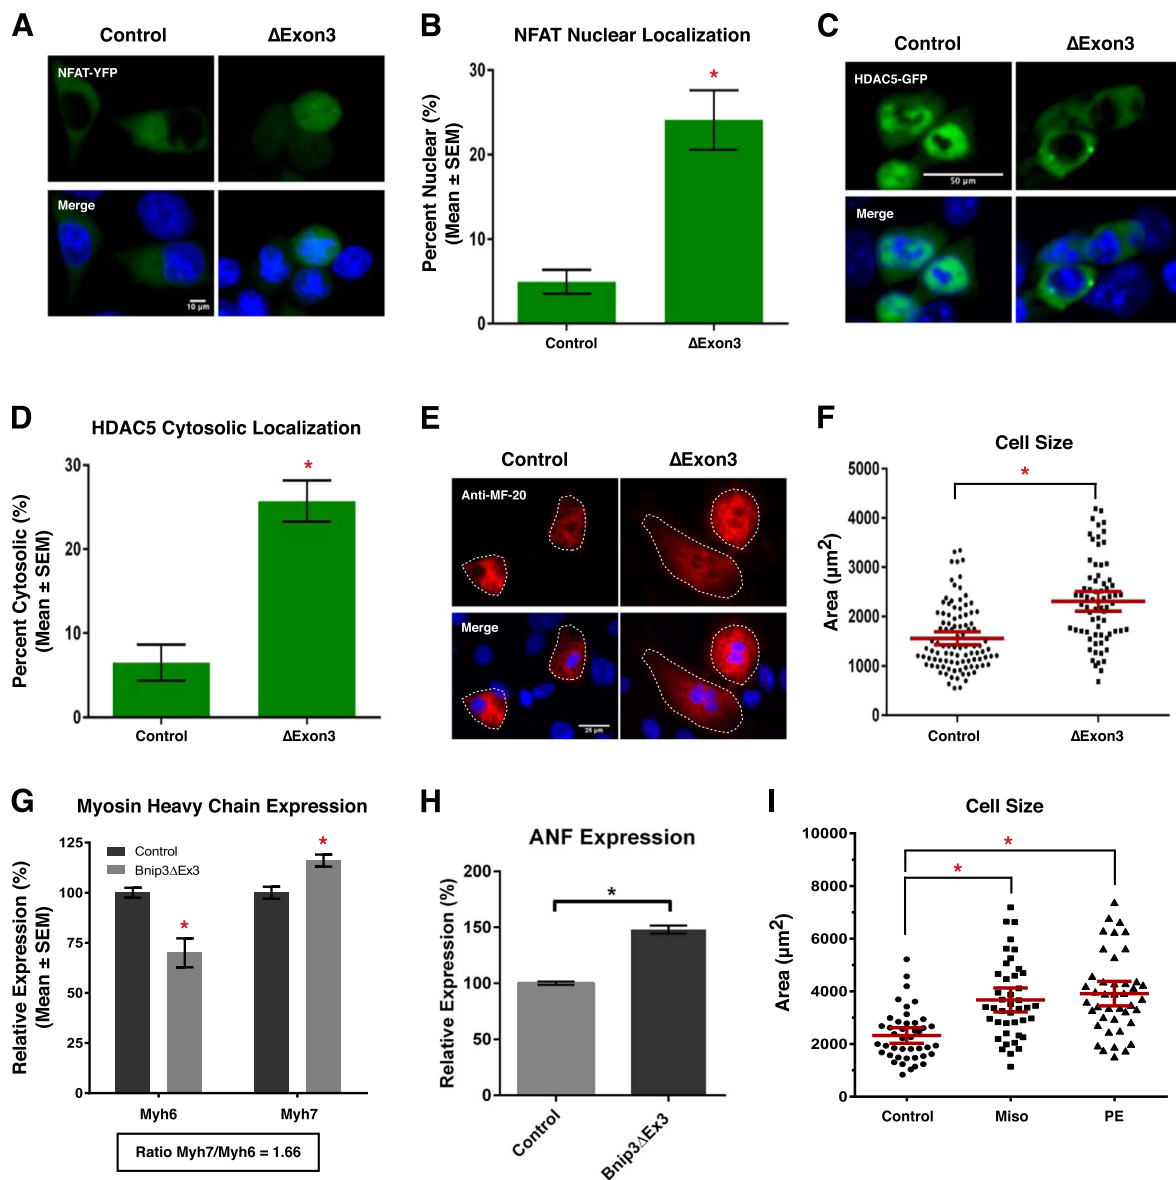 A
Control
ΔExon3
NFAT-YFP
Merge
10 µm
B
NFAT Nuclear Localization
Percent Nuclear (%)
(Mean ± SEM)
30
20
10
0
*
Control
ΔExon3
C
Control
ΔExon3
HDAC5-GFP
50 µm
Merge
D
HDAC5 Cytosolic Localization
Percent Cytosolic (%)
(Mean ± SEM)
30
20
10
0
*
Control
ΔExon3
E
Control
ΔExon3
Anti-MF-20
Merge
25 µm
F
Cell Size
Area (µm²)
5000
4000
3000
2000
1000
0
*
Control
ΔExon3
G
Myosin Heavy Chain Expression
Relative Expression (%)
(Mean ± SEM)
125
100
75
50
25
0
Control
Bnip3ΔEx3
*
*
Myh6
Myh7
Ratio Myh7/Myh6 = 1.66
H
ANF Expression
Relative Expression (%)
200
150
100
50
0
*
Control
Bnip3ΔEx3
I
Cell Size
Area (µm²)
10000
8000
6000
4000
2000
0
*
*
Control
Miso
PE